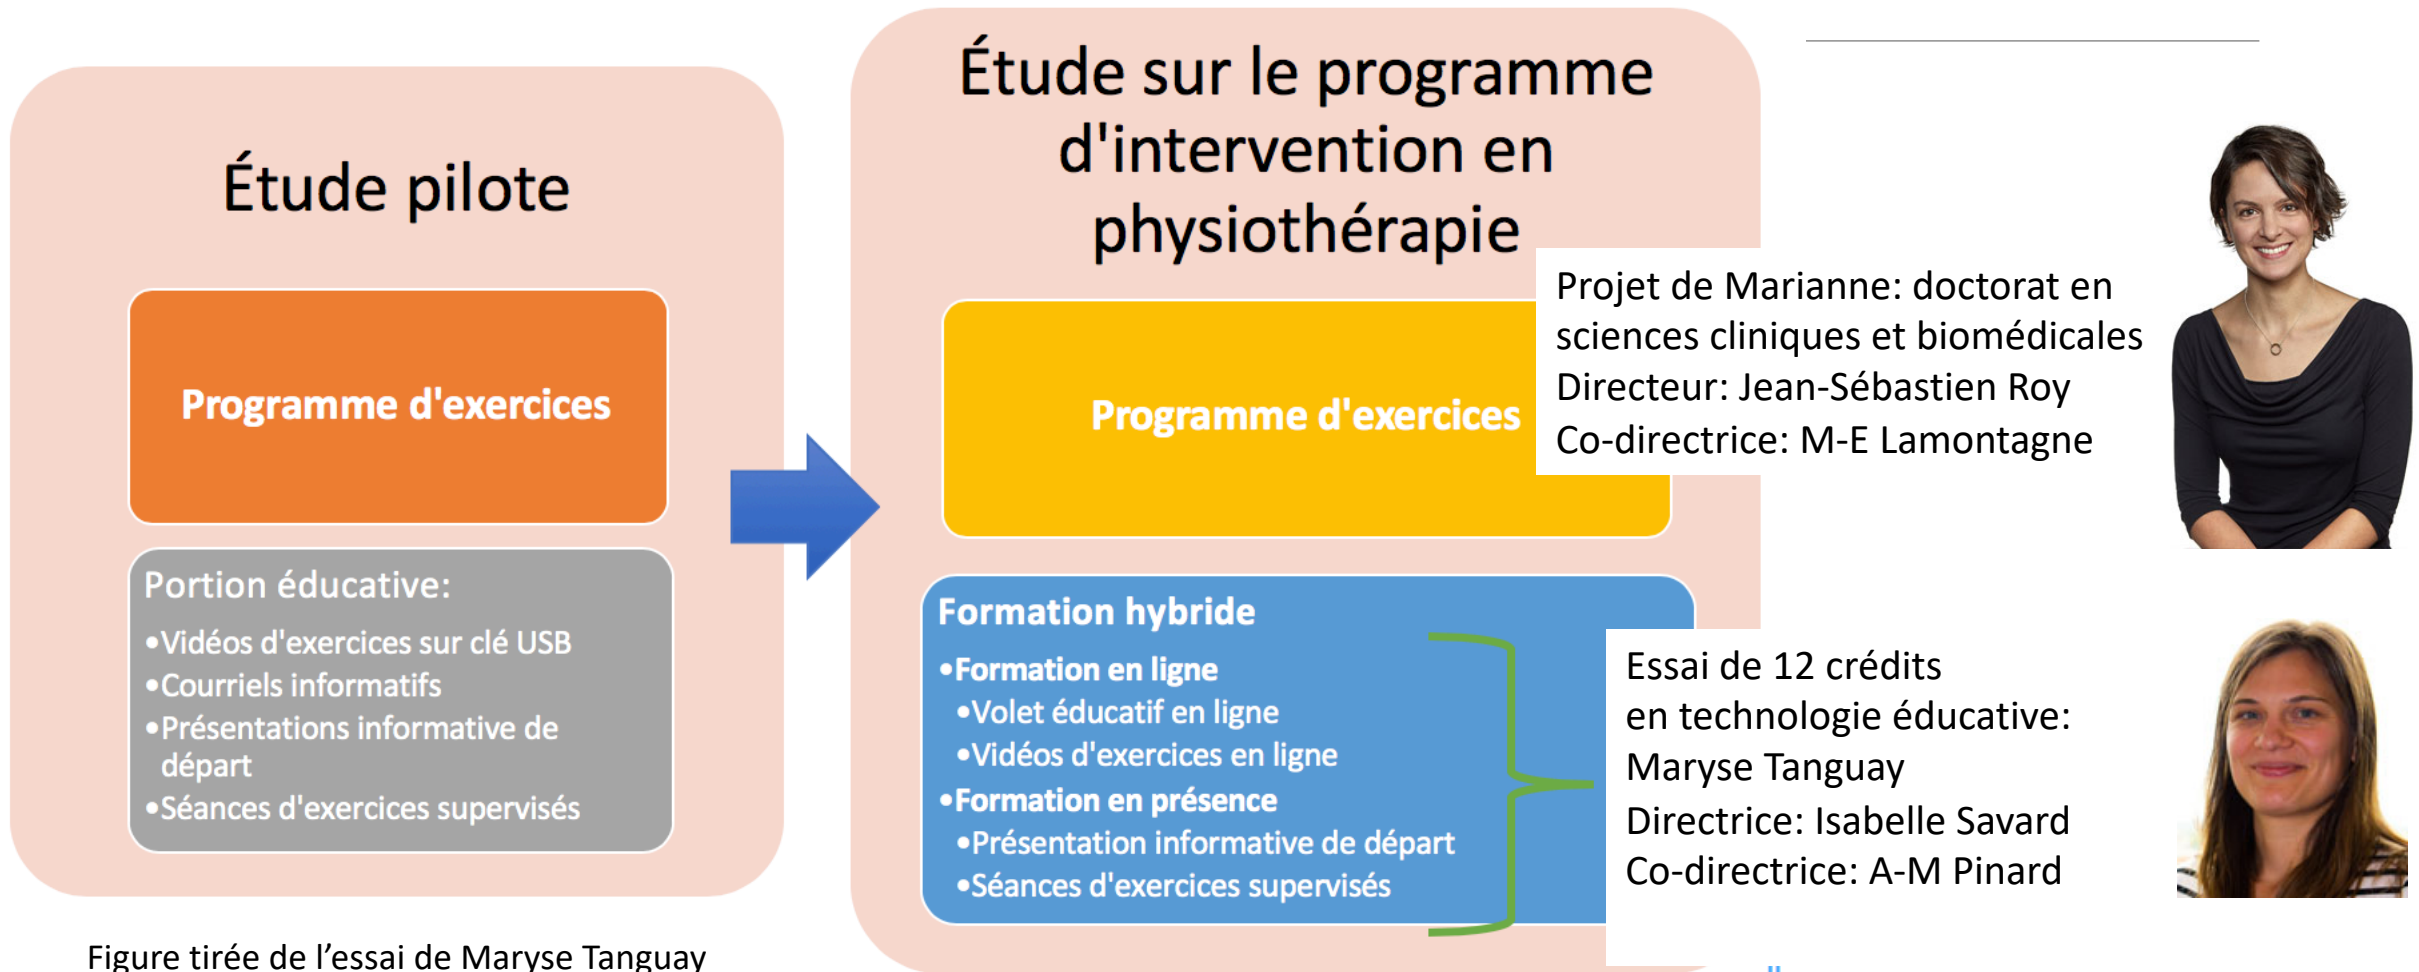 Étude pilote
Programme d'exercices
Portion éducative:
•Vidéos d'exercices sur clé USB
•Courriels informatifs
•Présentations informative de
départ
•Séances d'exercices supervisés
Étude sur le programme
d'intervention en
physiothérapie
Programme d'exercices
Formation hybride
•Formation en ligne
•Volet éducatif en ligne
•Vidéos d'exercices en ligne
•Formation en présence
•Présentation informative de départ
•Séances d'exercices supervisés
Projet de Marianne: doctorat en
sciences cliniques et biomédicales
Directeur: Jean-Sébastien Roy
Co-directrice: M-E Lamontagne
Essai de 12 crédits
en technologie éducative:
Maryse Tanguay
Directrice: Isabelle Savard
Co-directrice: A-M Pinard
Figure tirée de l’essai de Maryse Tanguay